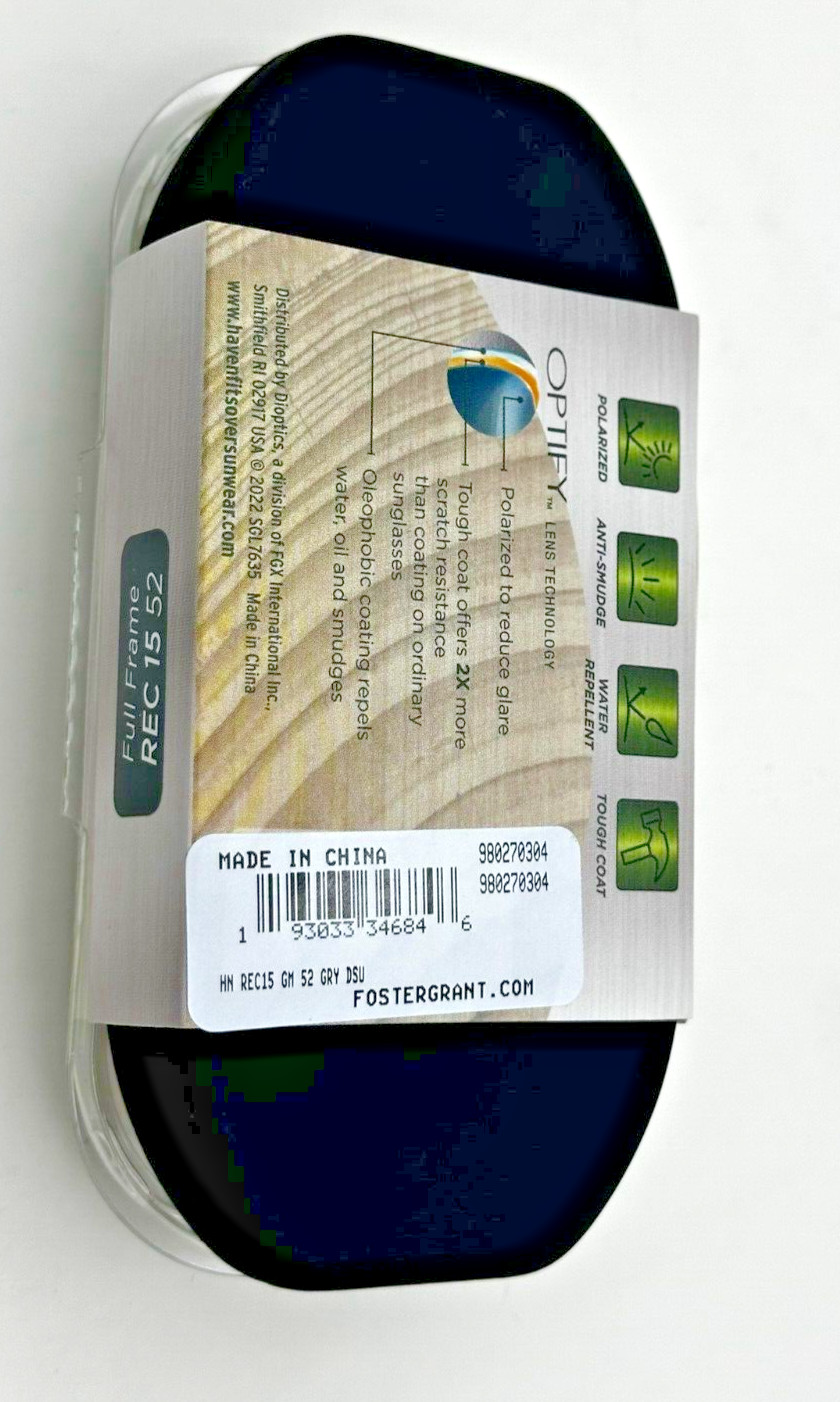 POLARIZED
ANTI-SMUDGE
WATER
REPELLENT
TOUGH COAT
OPTIFY™ LENS TECHNOLOGY
Polarized to reduce glare
Tough coat offers 2X more
scratch resistance
than coating on ordinary
sunglasses
Oleophobic coating repels
water, oil and smudges
Distributed by Dioptics, a division of FGX International Inc.,
Smithfield RI 02917 USA © 2022 SGL7635 Made in China
www.havenfitsoversunwear.com
Full Frame
REC 15 52
MADE IN CHINA
980270304
980270304
1 93033 34684 6
HN REC15 GM 52 GRY DSU
FOSTERGRANT.COM